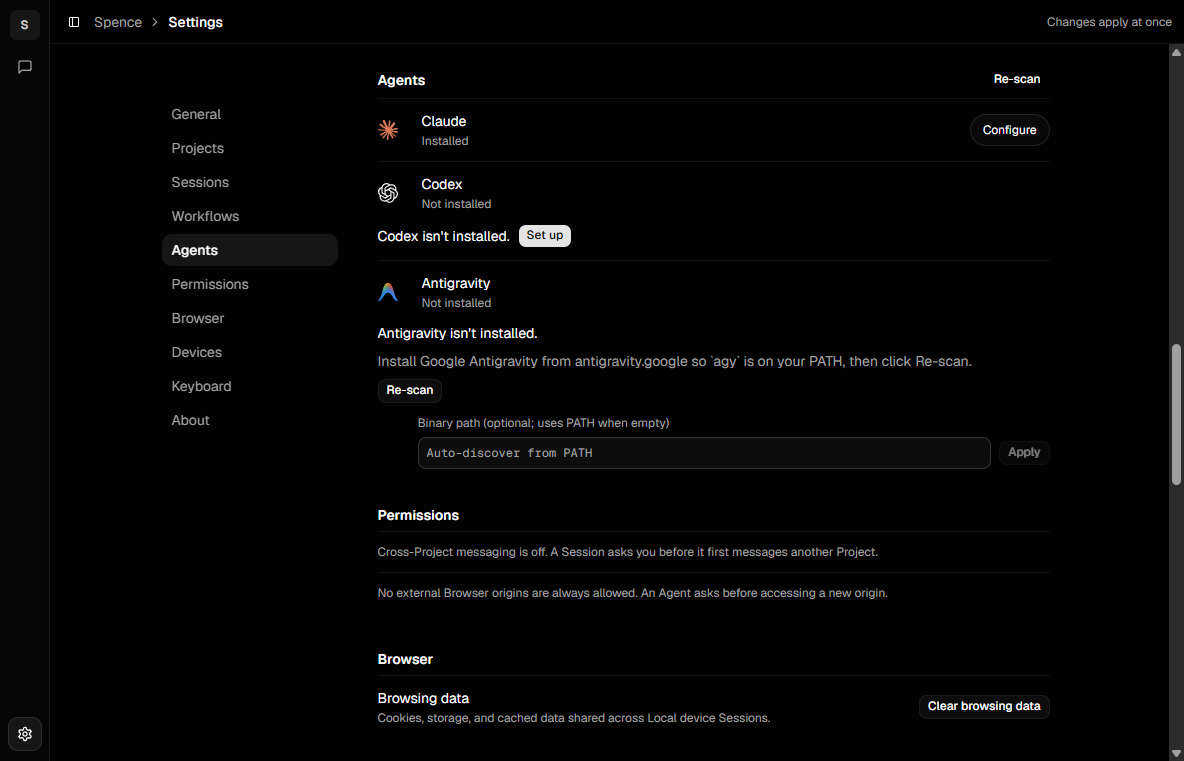 S
Spence > Settings
Changes apply at once
General
Projects
Sessions
Workflows
Agents
Permissions
Browser
Devices
Keyboard
About
Agents
Re-scan
Claude
Installed
Configure
Codex
Not installed
Codex isn't installed.
Set up
Antigravity
Not installed
Antigravity isn't installed.
Install Google Antigravity from antigravity.google so `agy` is on your PATH, then click Re-scan.
Re-scan
Binary path (optional; uses PATH when empty)
Auto-discover from PATH
Apply
Permissions
Cross-Project messaging is off. A Session asks you before it first messages another Project.
No external Browser origins are always allowed. An Agent asks before accessing a new origin.
Browser
Browsing data
Cookies, storage, and cached data shared across Local device Sessions.
Clear browsing data